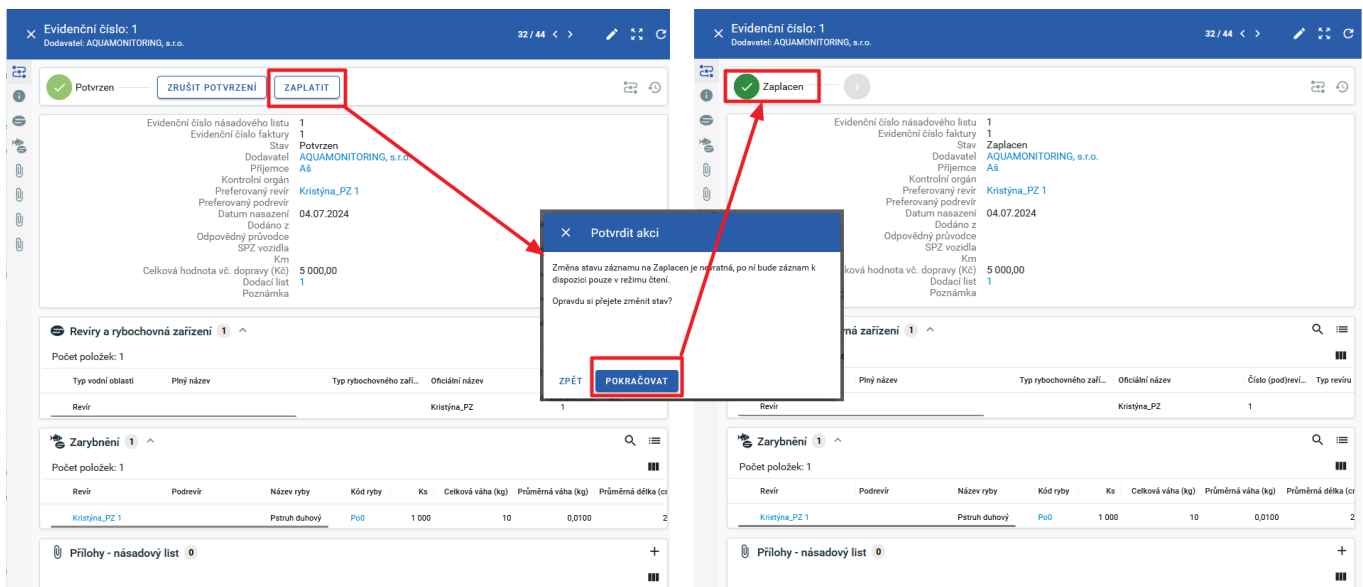 Evidenční číslo: 1
Dodavatel: AQUAMONITORING, s.r.o.
32 / 44
Potvrzen
ZRUŠIT POTVRZENÍ
ZAPLATIT
Evidenční číslo násadového listu 1
Evidenční číslo faktury 1
Stav Potvrzen
Dodavatel AQUAMONITORING, s.r.o.
Příjemce Aš
Kontrolní orgán
Preferovaný revír Kristýna_PZ 1
Preferovaný podrevír
Datum nasazení 04.07.2024
Dodáno z
Odpovědný průvodce
SPZ vozidla
Km
Celková hodnota vč. dopravy (Kč) 5 000,00
Dodací list 1
Poznámka
Revíry a rybochovná zařízení 1
Počet položek: 1
Typ vodní oblasti Plný název Typ rybochovného zaří... Oficiální název
Revír Kristýna_PZ 1
Zarybnění 1
Počet položek: 1
Revír Podrevír Název ryby Kód ryby Ks Celková váha (kg) Průměrná váha (kg) Průměrná délka (cr
Kristýna_PZ 1 Pstruh duhový Po0 1 000 10 0,0100 2
Přílohy - násadový list 0
Potvrdit akci
Změna stavu záznamu na Zaplacen je nevratná, po ní bude záznam k
dispozici pouze v režimu čtení.
Opravdu si přejete změnit stav?
ZPĚT
POKRAČOVAT
Evidenční číslo: 1
Dodavatel: AQUAMONITORING, s.r.o.
32 / 44
Zaplacen
Evidenční číslo násadového listu 1
Evidenční číslo faktury 1
Stav Zaplacen
Dodavatel AQUAMONITORING, s.r.o.
Příjemce Aš
Kontrolní orgán
Preferovaný revír Kristýna_PZ 1
Preferovaný podrevír
Datum nasazení 04.07.2024
Dodáno z
Odpovědný průvodce
SPZ vozidla
Km
ková hodnota vč. dopravy (Kč) 5 000,00
Dodací list 1
Poznámka
ná zařízení 1
Plný název Typ rybochovného zaří... Oficiální název Číslo (pod)reví... Typ revíru
Revír Kristýna_PZ 1
Zarybnění 1
Počet položek: 1
Revír Podrevír Název ryby Kód ryby Ks Celková váha (kg) Průměrná váha (kg) Průměrná délka (cr
Kristýna_PZ 1 Pstruh duhový Po0 1 000 10 0,0100 2
Přílohy - násadový list 0